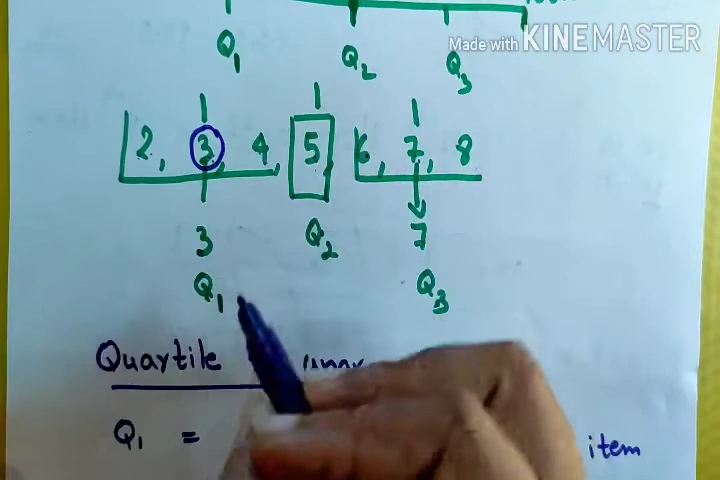 Q1 Q2 Q3
Made with KINEMASTER
2, 3, 4, 5, 6, 7, 8
3 Q2 7
Q1 Q3
Quartile
Q1 = item